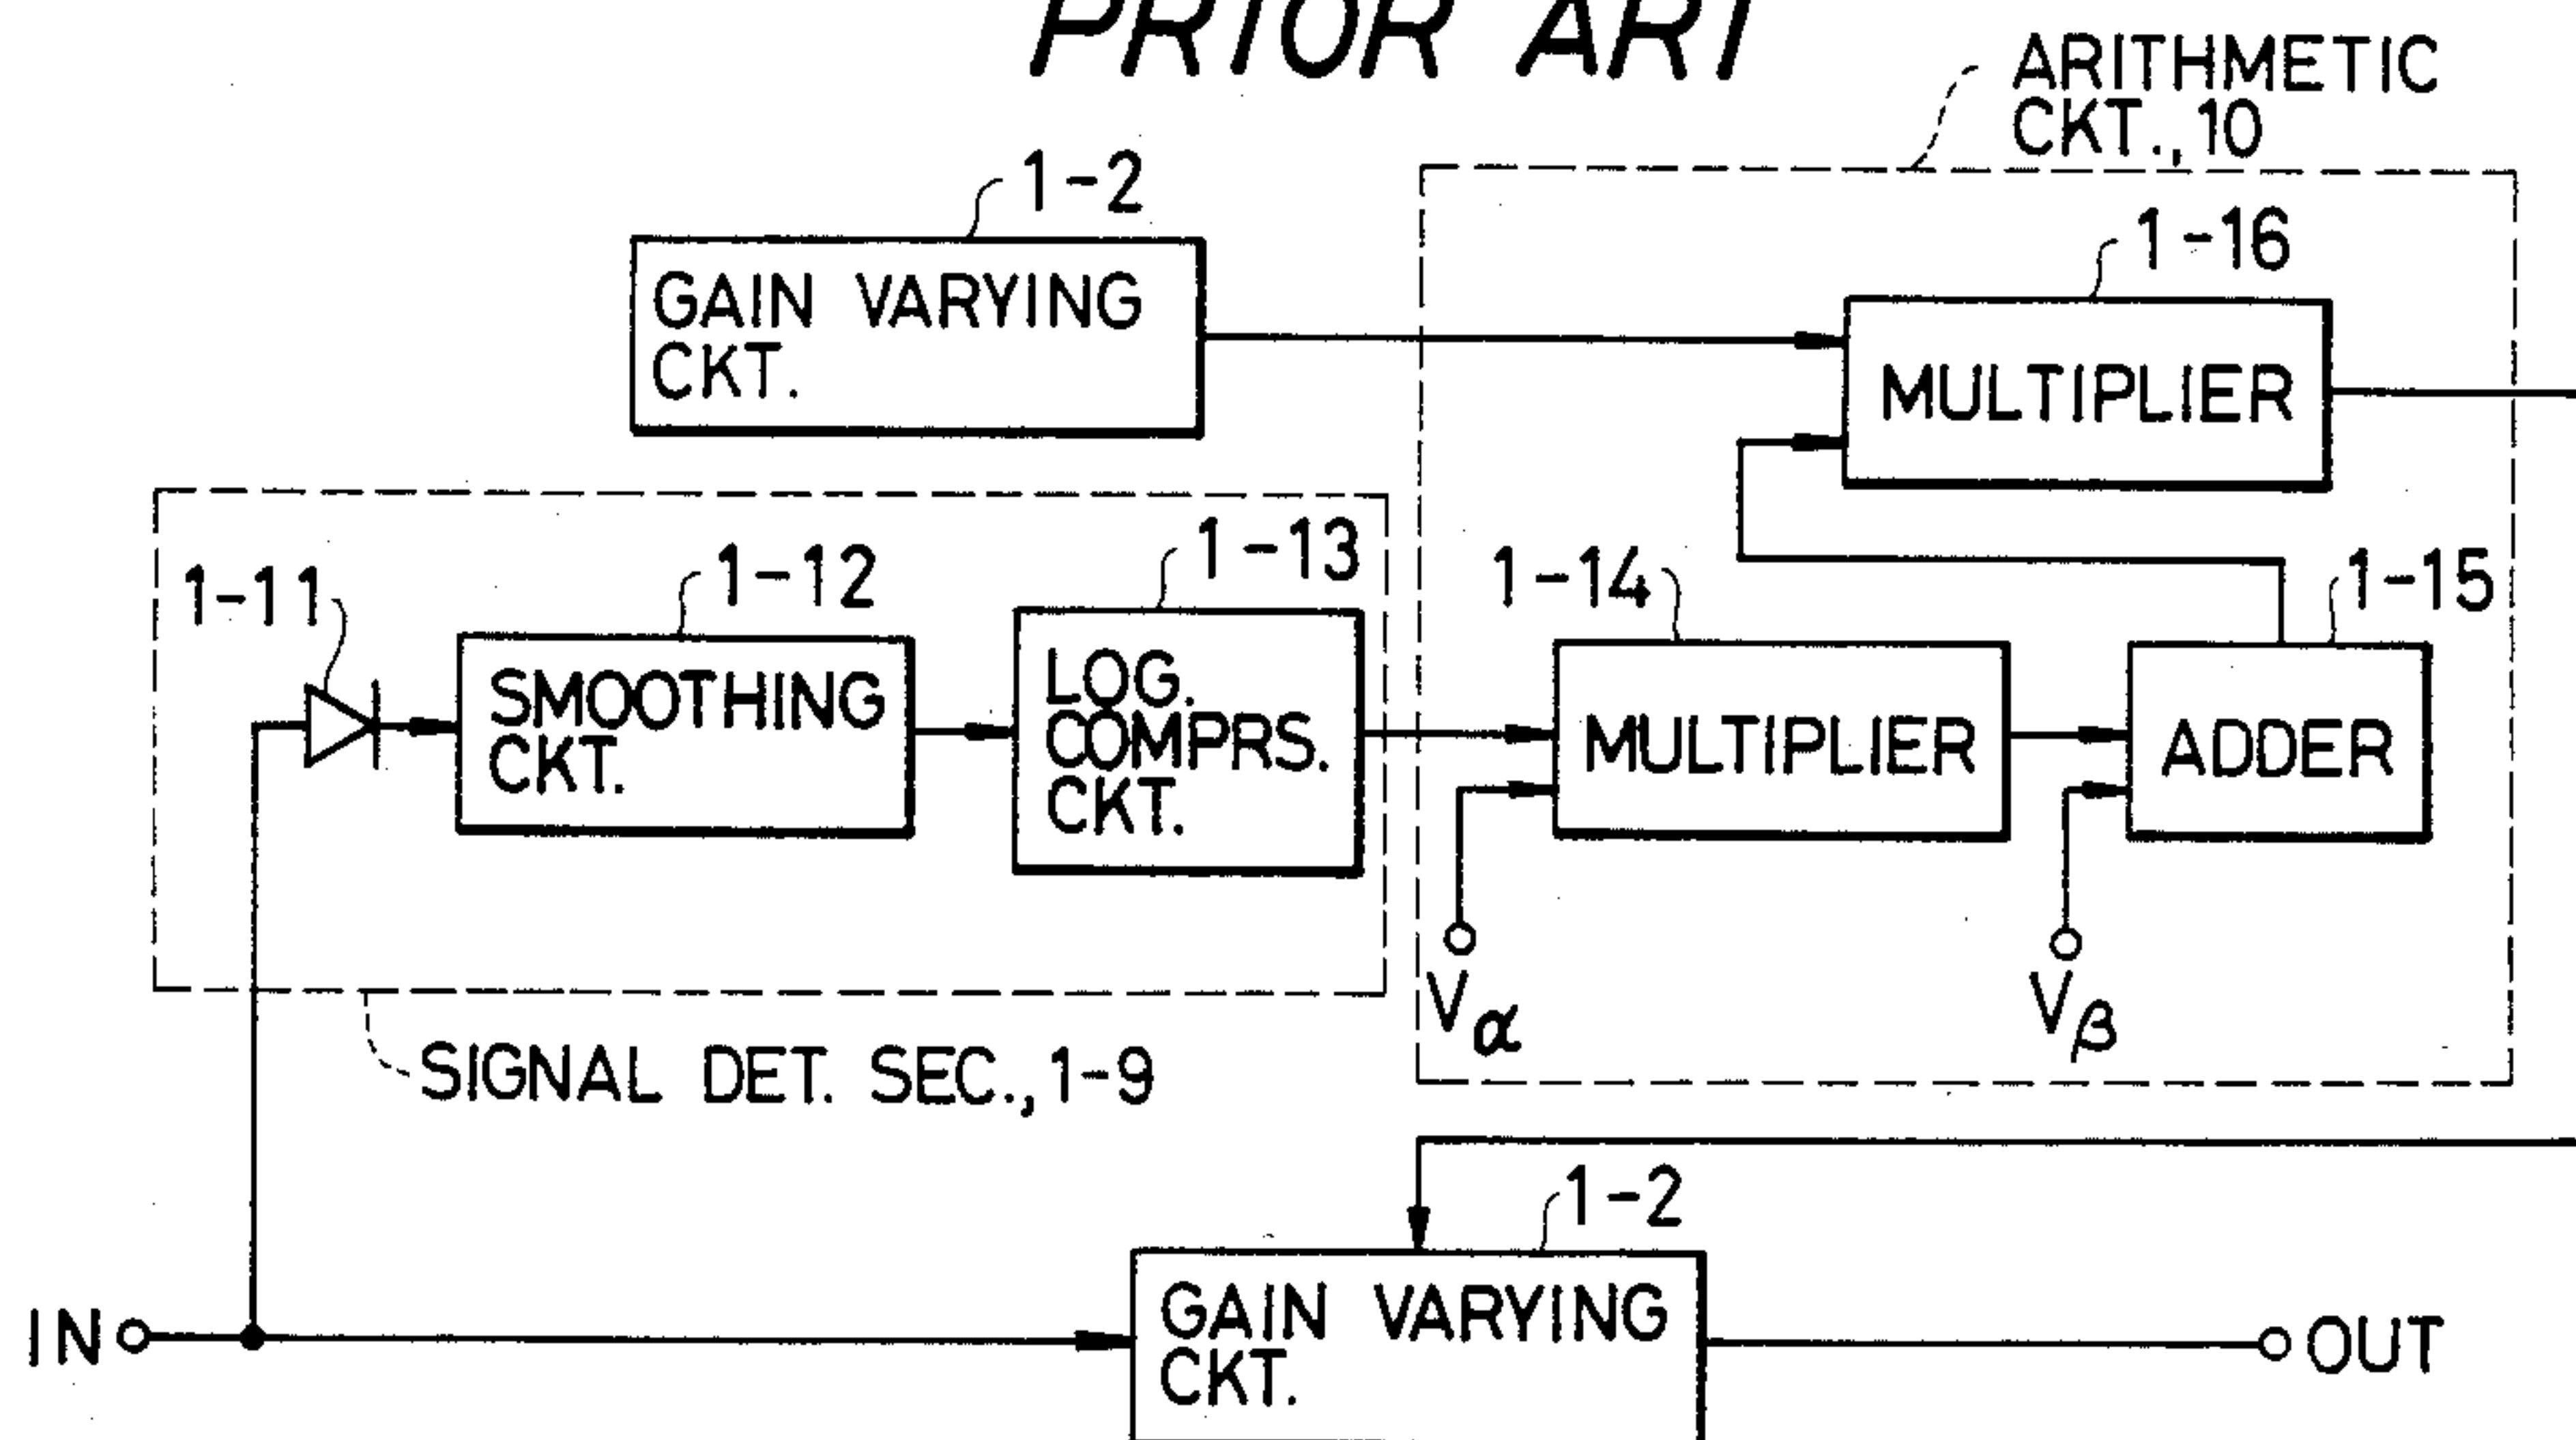 PRIOR ART
ARITHMETIC
CKT., 10
1-2
GAIN VARYING
CKT.
1-16
MULTIPLIER
1-11
1-12
SMOOTHING
CKT.
1-13
LOG.
COMPRS.
CKT.
1-14
MULTIPLIER
1-15
ADDER
Vα
Vβ
SIGNAL DET. SEC., 1-9
1-2
GAIN VARYING
CKT.
IN
OUT